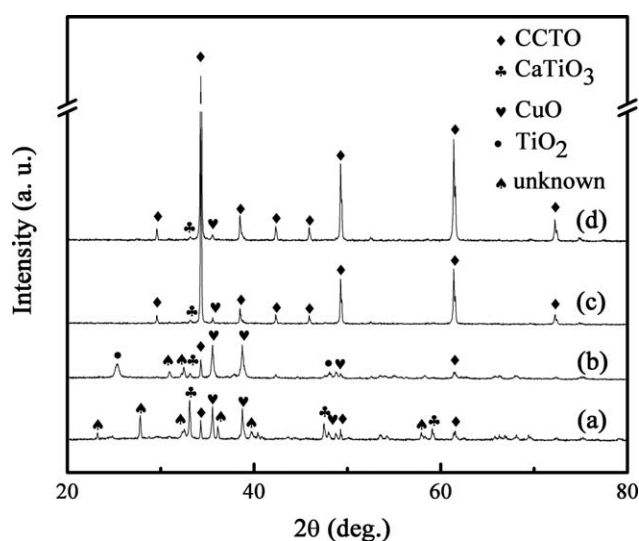 ♦ CCTO
♣ CaTiO3
♥ CuO
• TiO2
♠ unknown
Intensity (a. u.)
(d)
(c)
(b)
(a)
20 40 60 80
2θ (deg.)